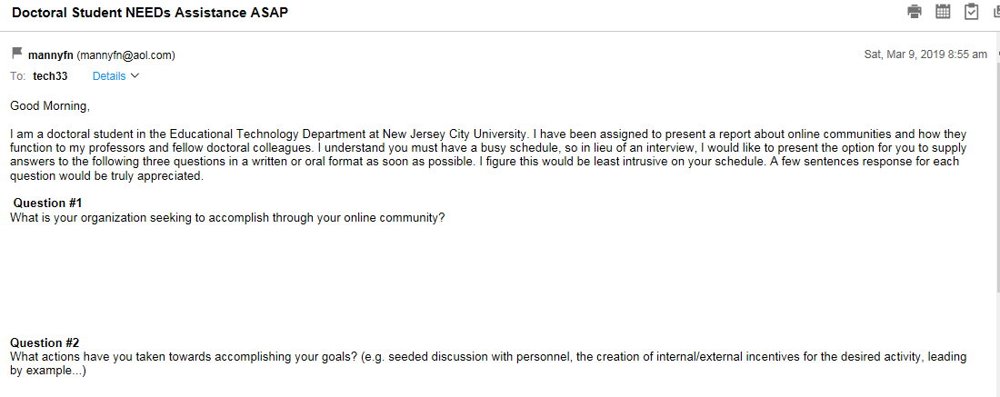 Doctoral Student NEEDs Assistance ASAP
mannyfn (mannyfn@aol.com)
Sat, Mar 9, 2019 8:55 am
To: tech33 Details
Good Morning,
I am a doctoral student in the Educational Technology Department at New Jersey City University. I have been assigned to present a report about online communities and how they
function to my professors and fellow doctoral colleagues. I understand you must have a busy schedule, so in lieu of an interview, I would like to present the option for you to supply
answers to the following three questions in a written or oral format as soon as possible. I figure this would be least intrusive on your schedule. A few sentences response for each
question would be truly appreciated.
Question #1
What is your organization seeking to accomplish through your online community?
Question #2
What actions have you taken towards accomplishing your goals? (e.g. seeded discussion with personnel, the creation of internal/external incentives for the desired activity, leading
by example...)